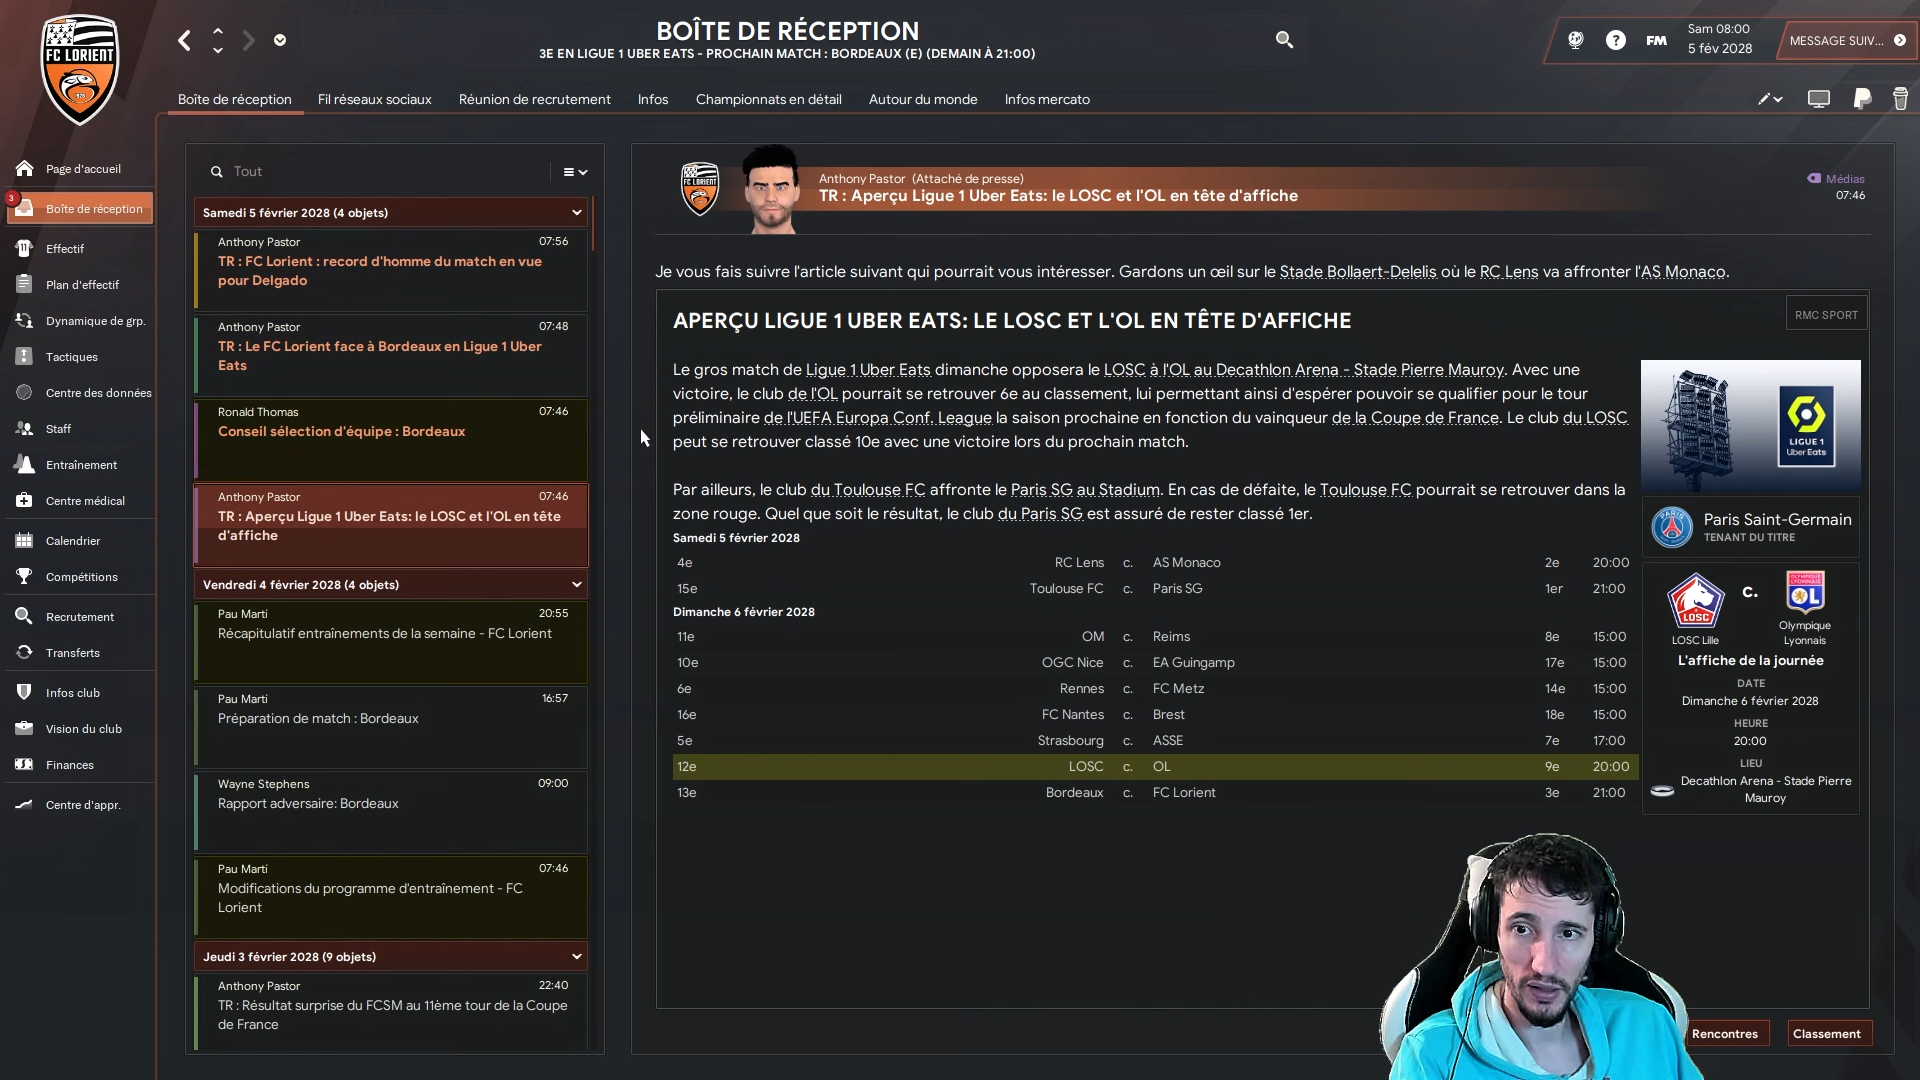 FC LORIENT
BOÎTE DE RÉCEPTION
3E EN LIGUE 1 UBER EATS - PROCHAIN MATCH : BORDEAUX (E) (DEMAIN À 21:00)
? FM
Sam 08:00
5 fév 2028
MESSAGE SUIV...
Boîte de réception Fil réseaux sociaux Réunion de recrutement Infos Championnats en détail Autour du monde Infos mercato
Page d'accueil
3
Boîte de réception
Effectif
Plan d'effectif
Dynamique de grp.
Tactiques
Centre des données
Staff
Entraînement
Centre médical
Calendrier
Compétitions
Recrutement
Transferts
Infos club
Vision du club
Finances
Centre d'appr.
Tout
Samedi 5 février 2028 (4 objets)
Anthony Pastor 07:56
TR : FC Lorient : record d'homme du match en vue
pour Delgado
Anthony Pastor 07:48
TR : Le FC Lorient face à Bordeaux en Ligue 1 Uber
Eats
Ronald Thomas 07:46
Conseil sélection d'équipe : Bordeaux
Anthony Pastor 07:46
TR : Aperçu Ligue 1 Uber Eats: le LOSC et l'OL en tête
d'affiche
Vendredi 4 février 2028 (4 objets)
Pau Martí 20:55
Récapitulatif entraînements de la semaine - FC Lorient
Pau Martí 16:57
Préparation de match : Bordeaux
Wayne Stephens 09:00
Rapport adversaire: Bordeaux
Pau Martí 07:46
Modifications du programme d'entraînement - FC
Lorient
Jeudi 3 février 2028 (9 objets)
Anthony Pastor 22:40
TR : Résultat surprise du FCSM au 11ème tour de la Coupe
de France
FC LORIENT
Anthony Pastor (Attaché de presse)
TR : Aperçu Ligue 1 Uber Eats: le LOSC et l'OL en tête d'affiche
Médias
07:46
Je vous fais suivre l'article suivant qui pourrait vous intéresser. Gardons un œil sur le Stade Bollaert-Delelis où le RC Lens va affronter l'AS Monaco.
APERÇU LIGUE 1 UBER EATS: LE LOSC ET L'OL EN TÊTE D'AFFICHE
RMC SPORT
Le gros match de Ligue 1 Uber Eats dimanche opposera le LOSC à l'OL au Decathlon Arena - Stade Pierre Mauroy. Avec une
victoire, le club de l'OL pourrait se retrouver 6e au classement, lui permettant ainsi d'espérer pouvoir se qualifier pour le tour
préliminaire de l'UEFA Europa Conf. League la saison prochaine en fonction du vainqueur de la Coupe de France. Le club du LOSC
peut se retrouver classé 10e avec une victoire lors du prochain match.
Par ailleurs, le club du Toulouse FC affronte le Paris SG au Stadium. En cas de défaite, le Toulouse FC pourrait se retrouver dans la
zone rouge. Quel que soit le résultat, le club du Paris SG est assuré de rester classé 1er.
Samedi 5 février 2028
4e RC Lens c. AS Monaco 2e 20:00
15e Toulouse FC c. Paris SG 1er 21:00
Dimanche 6 février 2028
11e OM c. Reims 8e 15:00
10e OGC Nice c. EA Guingamp 17e 15:00
6e Rennes c. FC Metz 14e 15:00
16e FC Nantes c. Brest 18e 15:00
5e Strasbourg c. ASSE 7e 17:00
12e LOSC c. OL 9e 20:00
13e Bordeaux c. FC Lorient 3e 21:00
LIGUE 1
Uber Eats
PARIS
Paris Saint-Germain
TENANT DU TITRE
LOSC
c.
OL
LOSC Lille
Olympique
Lyonnais
L'affiche de la journée
DATE
Dimanche 6 février 2028
HEURE
20:00
LIEU
Decathlon Arena - Stade Pierre
Mauroy
Rencontres
Classement